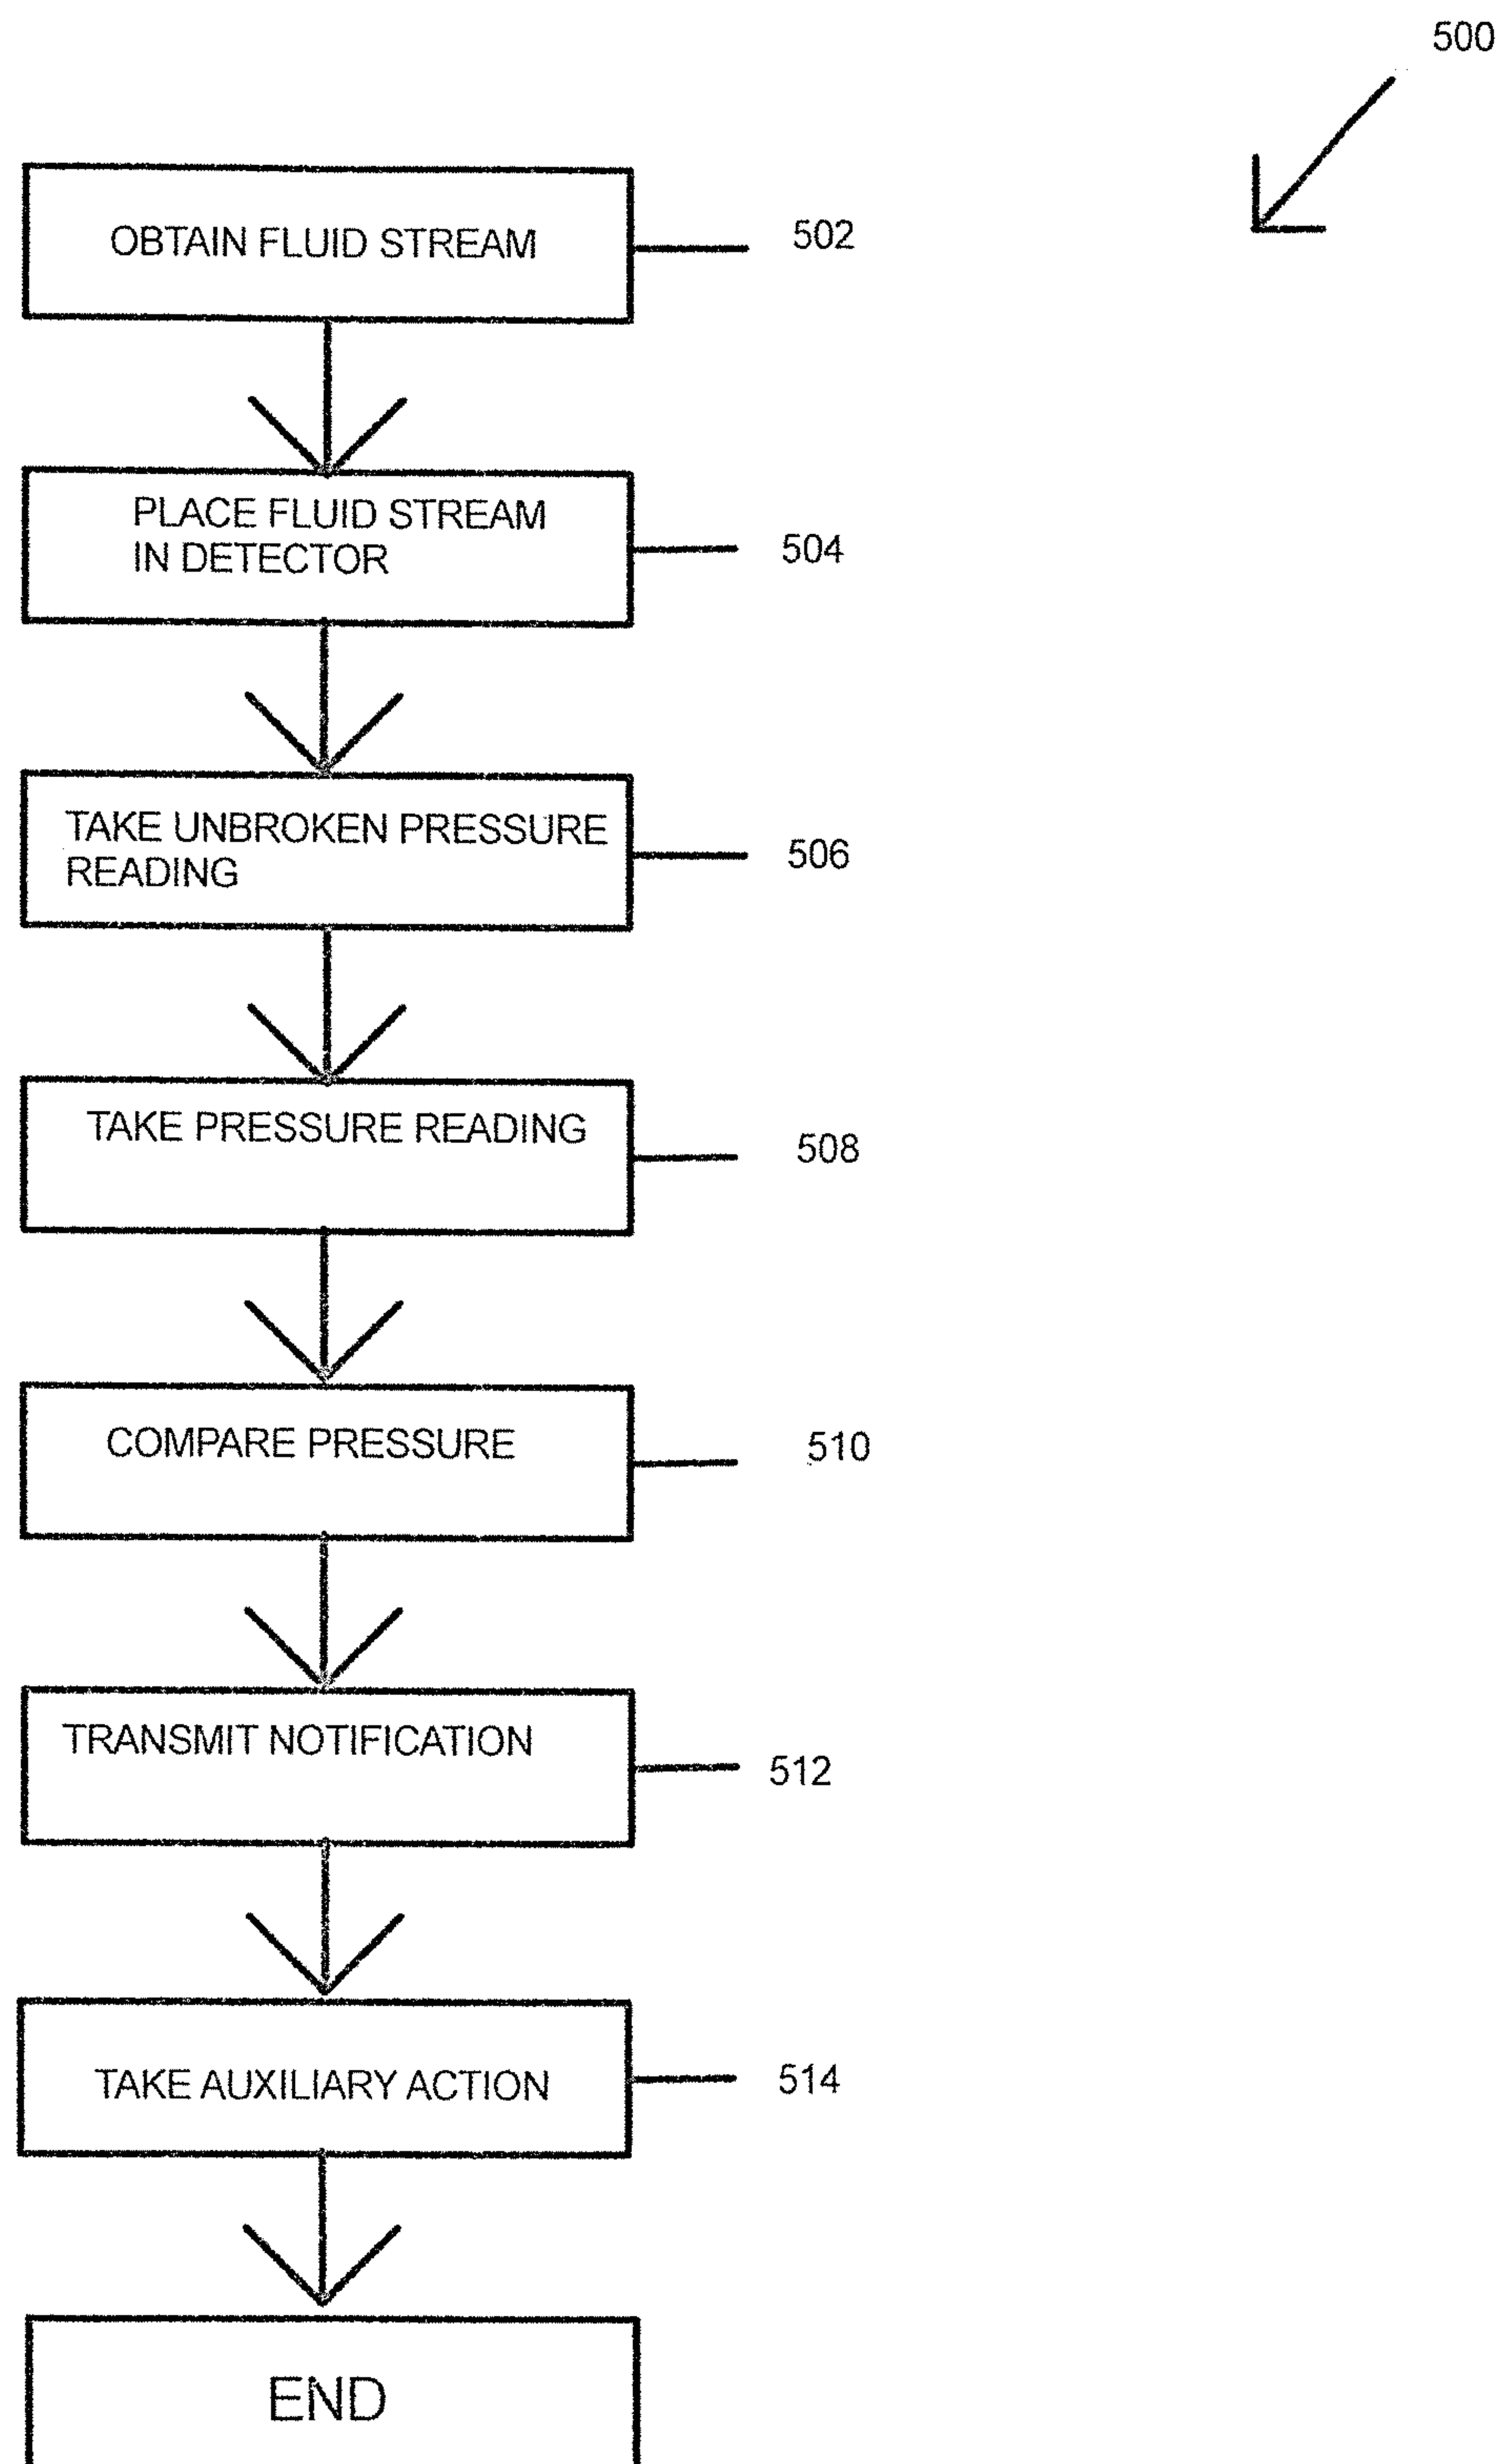 500
OBTAIN FLUID STREAM
502
PLACE FLUID STREAM
IN DETECTOR
504
TAKE UNBROKEN PRESSURE
READING
506
TAKE PRESSURE READING
508
COMPARE PRESSURE
510
TRANSMIT NOTIFICATION
512
TAKE AUXILIARY ACTION
514
END